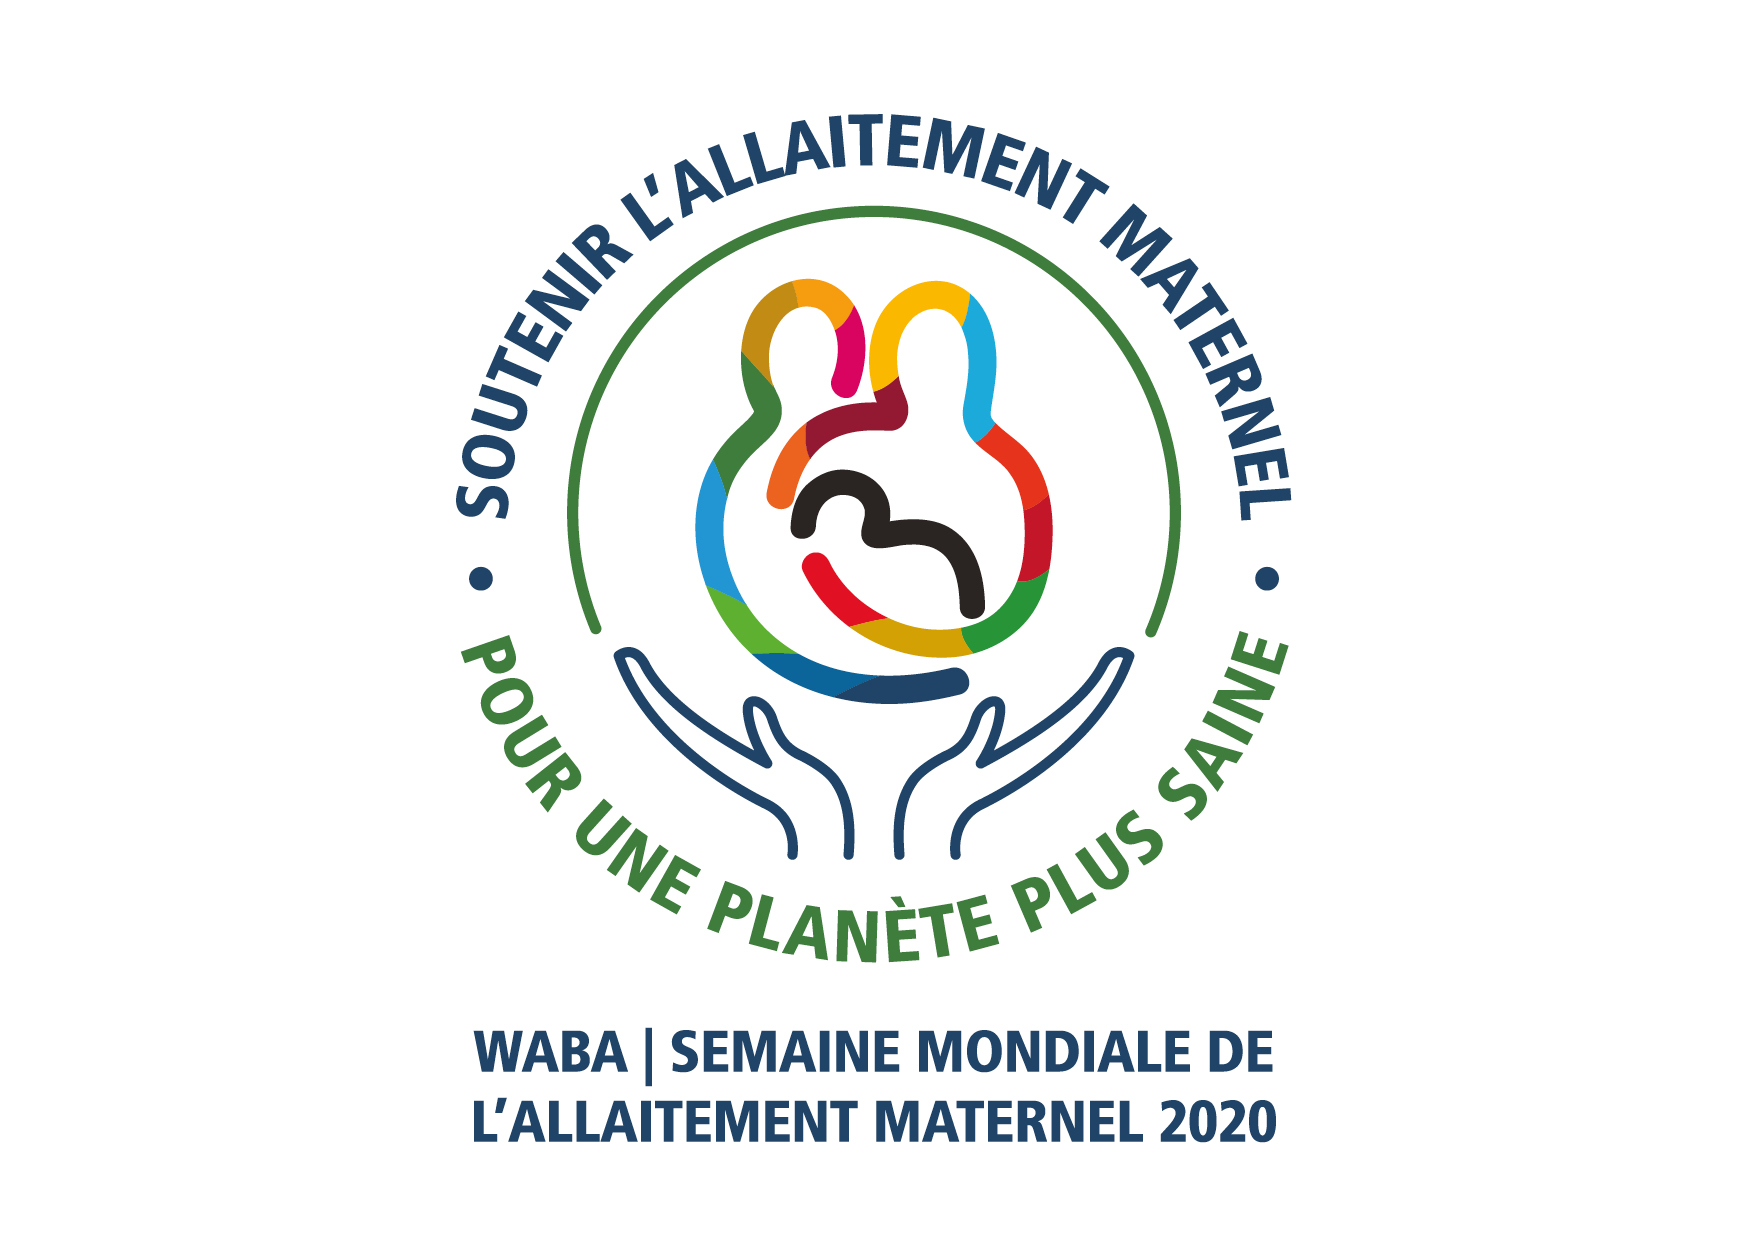 SOUTENIR L’ALLAITEMENT MATERNEL
• POUR UNE PLANÈTE PLUS SAINE •
WABA | SEMAINE MONDIALE DE
L’ALLAITEMENT MATERNEL 2020